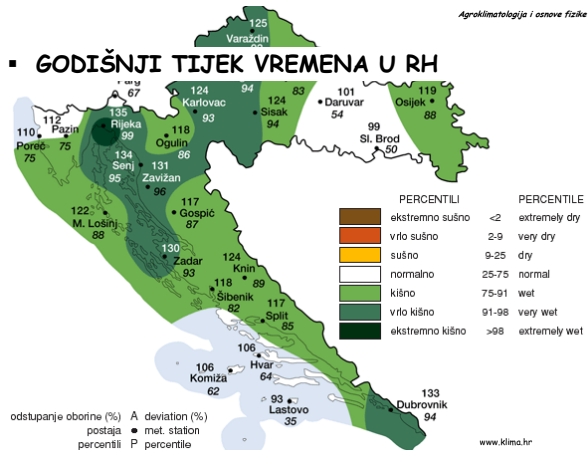 Agroklimatologija i osnove fizike
125
Varaždin
▪ GODIŠNJI TIJEK VREMENA U RH
67
124
Karlovac
93
94
124
Sisak
94
83
101
Daruvar
54
119
Osijek
88
99
Sl. Brod
50
110
Poreč
75
112
Pazin
75
135
Rijeka
99
118
Ogulin
86
134
Senj
95
131
Zavižan
96
122
M. Lošinj
88
117
Gospić
87
130
Zadar
93
124
Knin
89
118
Šibenik
82
117
Split
85
106
Hvar
64
106
Komiža
62
93
Lastovo
35
133
Dubrovnik
94
PERCENTILI PERCENTILE
ekstremno sušno <2 extremely dry
vrlo sušno 2-9 very dry
sušno 9-25 dry
normalno 25-75 normal
kišno 75-91 wet
vrlo kišno 91-98 very wet
ekstremno kišno >98 extremely wet
odstupanje oborine (%) A deviation (%)
postaja ● met. station
percentili P percentile
www.klima.hr